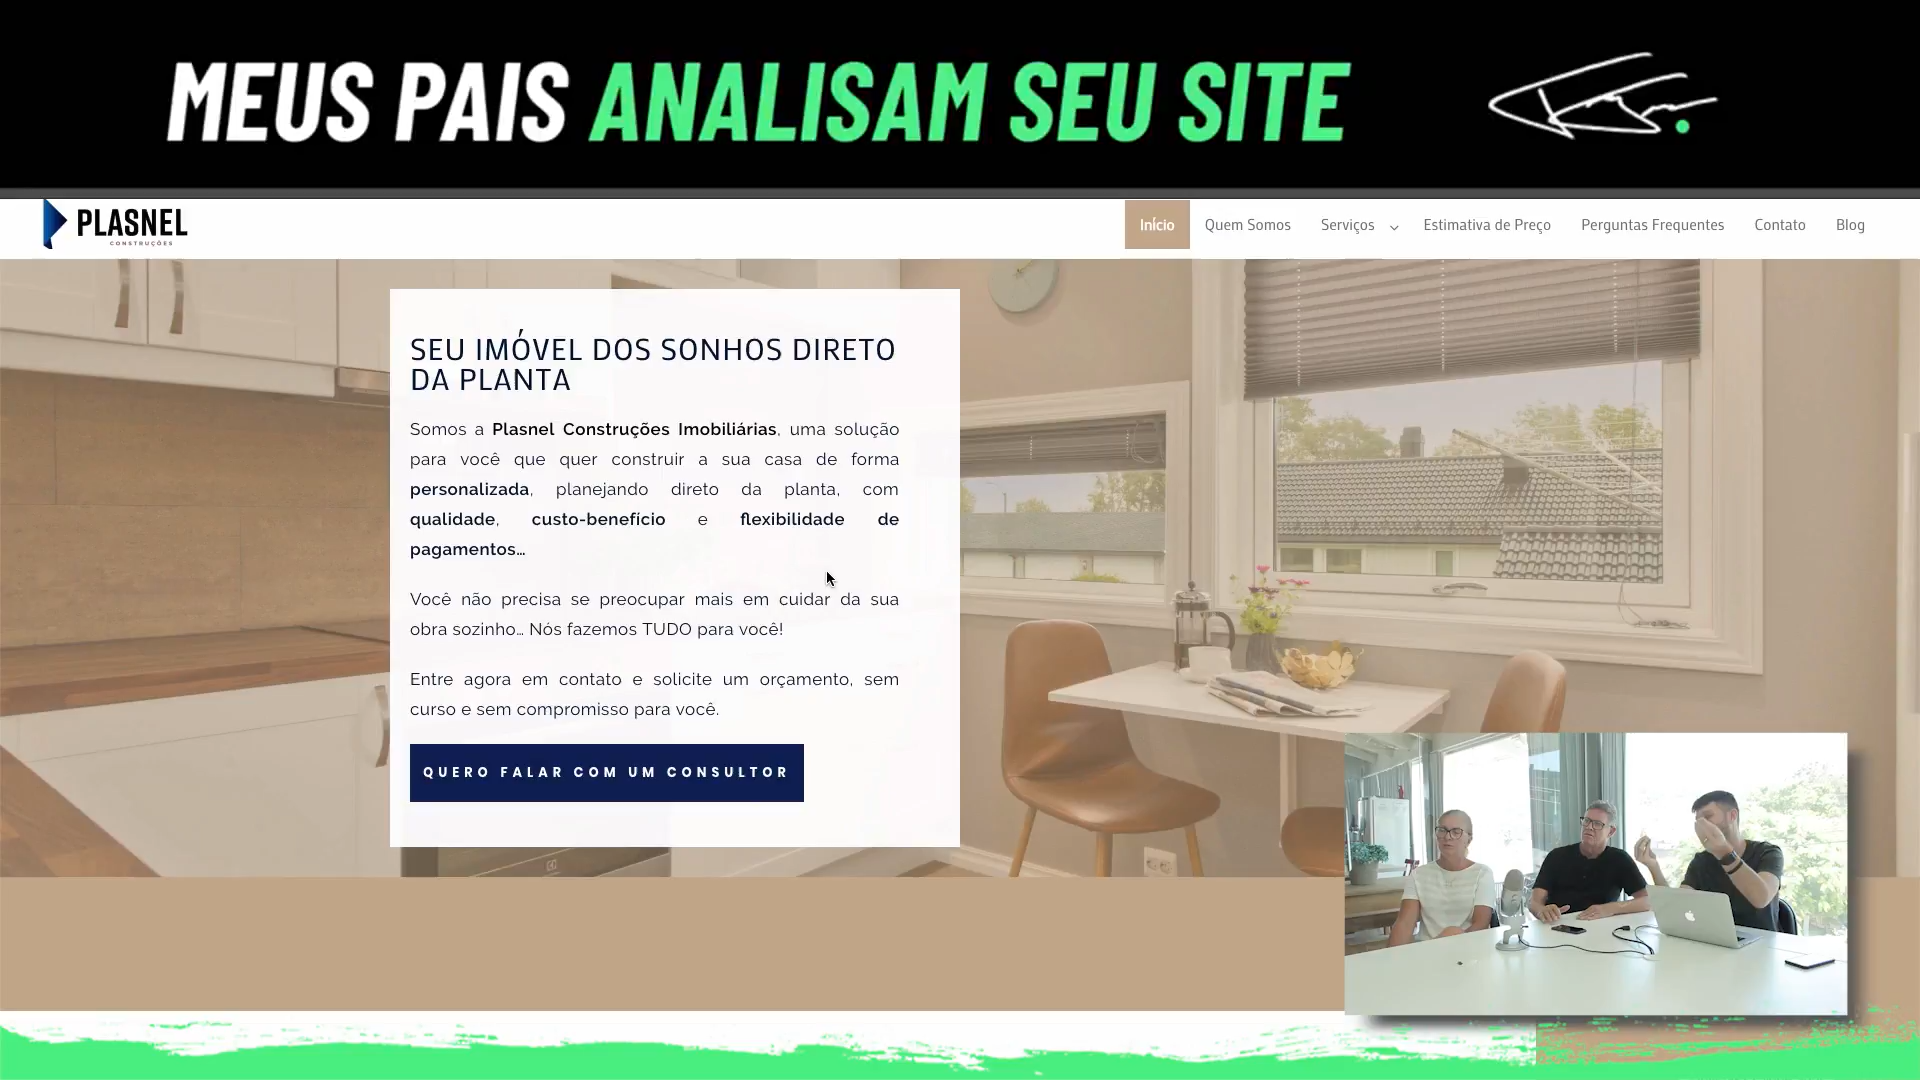 MEUS PAIS ANALISAM SEU SITE
PLASNEL
CONSTRUÇÕES
Início
Quem Somos
Serviços
Estimativa de Preço
Perguntas Frequentes
Contato
Blog
SEU IMÓVEL DOS SONHOS DIRETO
DA PLANTA
Somos a Plasnel Construções Imobiliárias, uma solução
para você que quer construir a sua casa de forma
personalizada, planejando direto da planta, com
qualidade, custo-benefício e flexibilidade de
pagamentos...
Você não precisa se preocupar mais em cuidar da sua
obra sozinho... Nós fazemos TUDO para você!
Entre agora em contato e solicite um orçamento, sem
curso e sem compromisso para você.
QUERO FALAR COM UM CONSULTOR